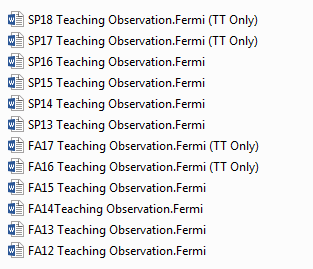 SP18 Teaching Observation.Fermi (TT Only)
SP17 Teaching Observation.Fermi (TT Only)
SP16 Teaching Observation.Fermi
SP15 Teaching Observation.Fermi
SP14 Teaching Observation.Fermi
SP13 Teaching Observation.Fermi
FA17 Teaching Observation.Fermi (TT Only)
FA16 Teaching Observation.Fermi (TT Only)
FA15 Teaching Observation.Fermi
FA14Teaching Observation.Fermi
FA13 Teaching Observation.Fermi
FA12 Teaching Observation.Fermi